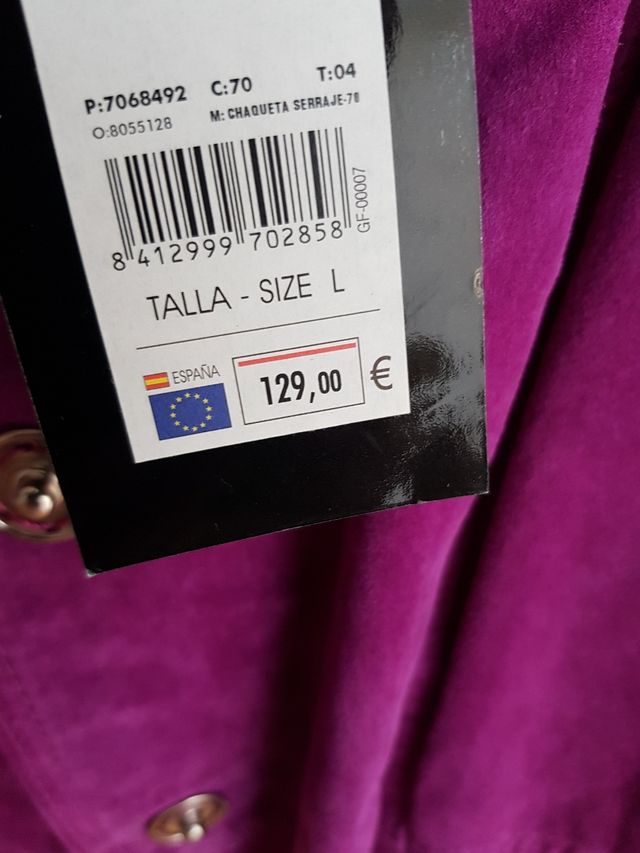 P:7068492 C:70 T:04
O:8055128 M: CHAQUETA SERRAJE-70
GF-00007
8 412999 702858
TALLA - SIZE L
ESPAÑA
129,00 €